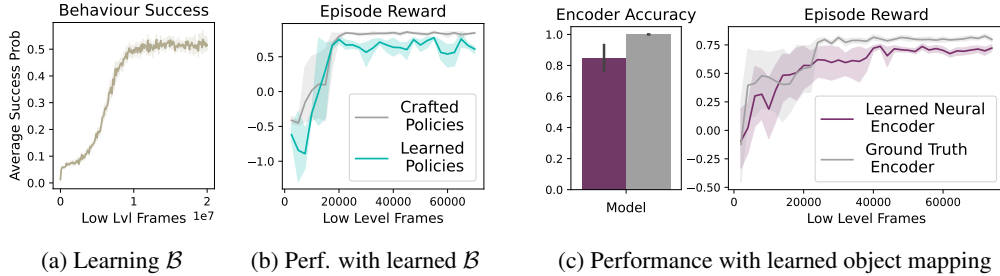 Behaviour Success
Average Success Prob
0.5
0.4
0.3
0.2
0.1
0.0
0
1
2
1e7
Low Lvl Frames
(a) Learning ℬ
Episode Reward
0.5
0.0
−0.5
−1.0
Crafted
Policies
Learned
Policies
0
20000
40000
60000
Low Level Frames
(b) Perf. with learned ℬ
Encoder Accuracy
1.0
0.8
0.6
0.4
0.2
0.0
Model
Episode Reward
0.75
0.50
0.25
0.00
−0.25
−0.50
Learned Neural
Encoder
Ground Truth
Encoder
0
20000
40000
60000
Low Level Frames
(c) Performance with learned object mapping